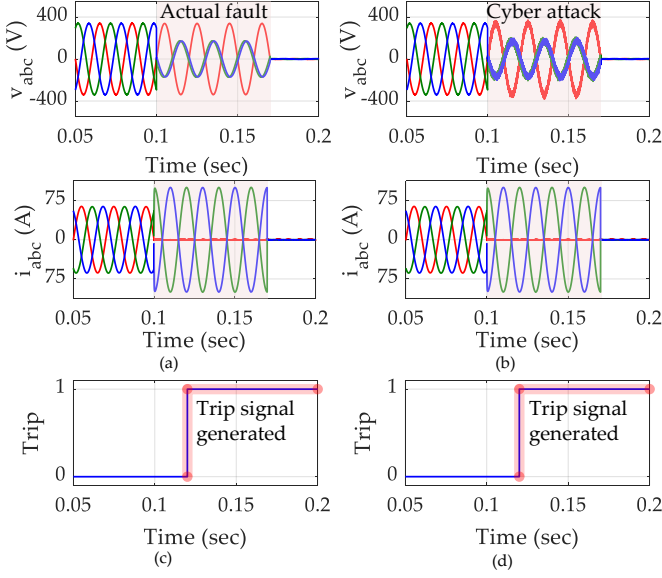 Actual fault
400
0
-400
v_abc (V)
0.05
0.1
0.15
0.2
Time (sec)
Cyber attack
400
0
-400
v_abc (V)
0.05
0.1
0.15
0.2
Time (sec)
75
0
75
i_abc (A)
0.05
0.1
0.15
0.2
Time (sec)
(a)
75
0
75
i_abc (A)
0.05
0.1
0.15
0.2
Time (sec)
(b)
1
0
Trip
Trip signal
generated
0.05
0.1
0.15
0.2
Time (sec)
(c)
1
0
Trip
Trip signal
generated
0.05
0.1
0.15
0.2
Time (sec)
(d)